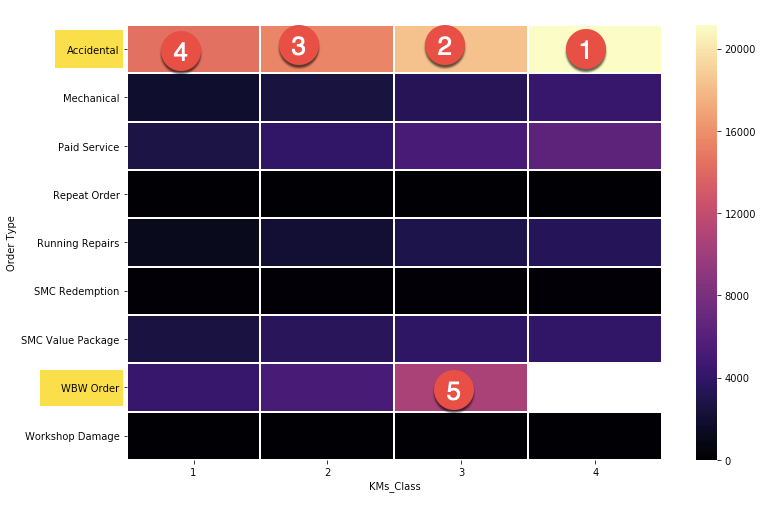 Accidental
4
3
2
1
Mechanical
Paid Service
Repeat Order
Running Repairs
SMC Redemption
SMC Value Package
WBW Order
5
Workshop Damage
Order Type
1 2 3 4
KMs_Class
20000
16000
12000
8000
4000
0